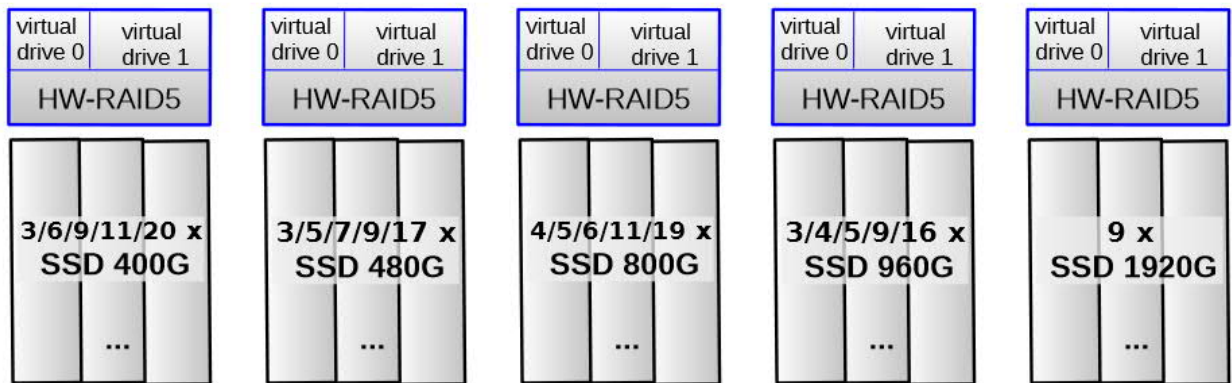 virtual
drive 0
virtual
drive 1
HW-RAID5
3/6/9/11/20 x
SSD 400G
...
virtual
drive 0
virtual
drive 1
HW-RAID5
3/5/7/9/17 x
SSD 480G
...
virtual
drive 0
virtual
drive 1
HW-RAID5
4/5/6/11/19 x
SSD 800G
...
virtual
drive 0
virtual
drive 1
HW-RAID5
3/4/5/9/16 x
SSD 960G
...
virtual
drive 0
virtual
drive 1
HW-RAID5
9 x
SSD 1920G
...